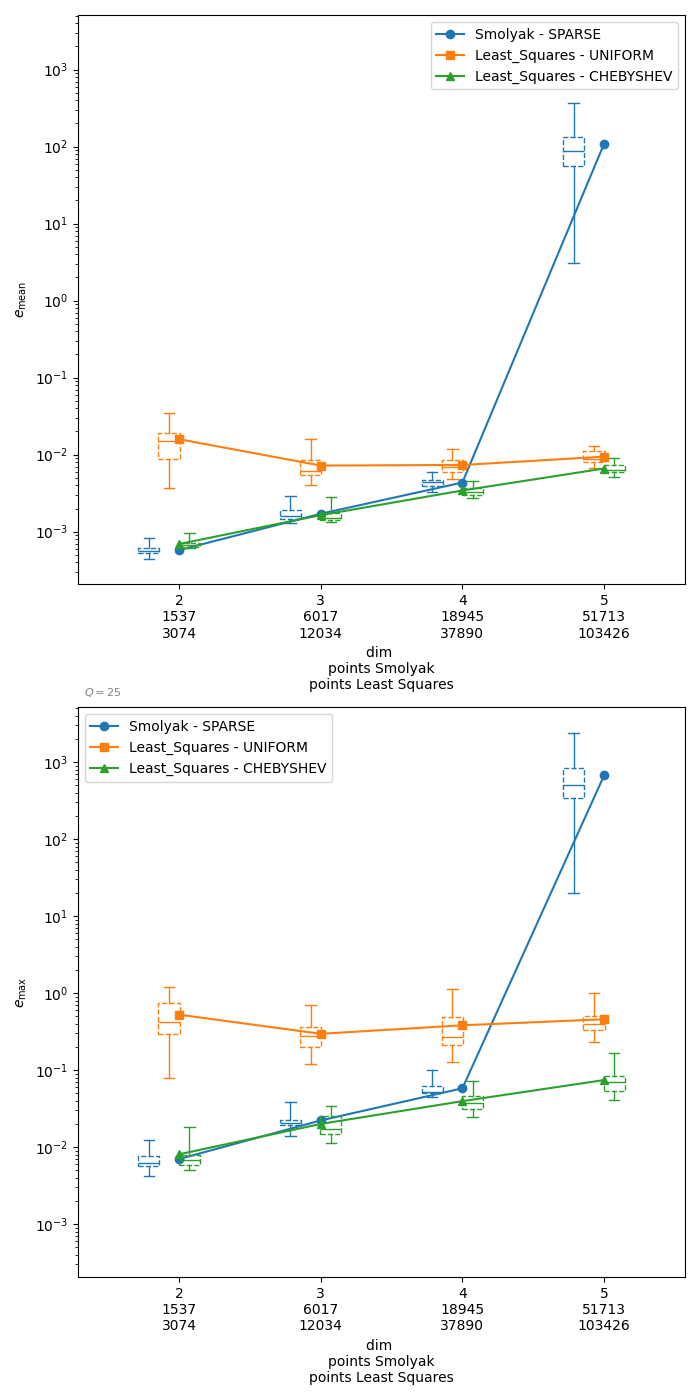 Smolyak - SPARSE
Least_Squares - UNIFORM
Least_Squares - CHEBYSHEV
10³
10²
10¹
10⁰
10⁻¹
10⁻²
10⁻³
e_mean
2 3 4 5
1537 6017 18945 51713
3074 12034 37890 103426
dim
points Smolyak
points Least Squares
Q = 25
Smolyak - SPARSE
Least_Squares - UNIFORM
Least_Squares - CHEBYSHEV
10³
10²
10¹
10⁰
10⁻¹
10⁻²
10⁻³
e_max
2 3 4 5
1537 6017 18945 51713
3074 12034 37890 103426
dim
points Smolyak
points Least Squares